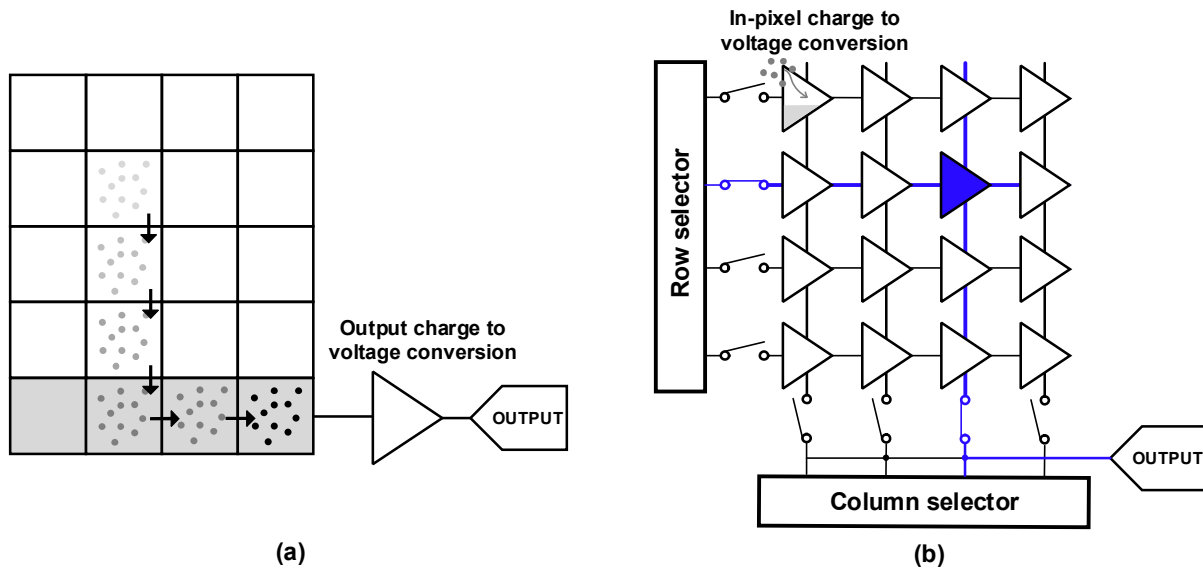 Output charge to
voltage conversion
OUTPUT
(a)
In-pixel charge to
voltage conversion
Row selector
OUTPUT
Column selector
(b)